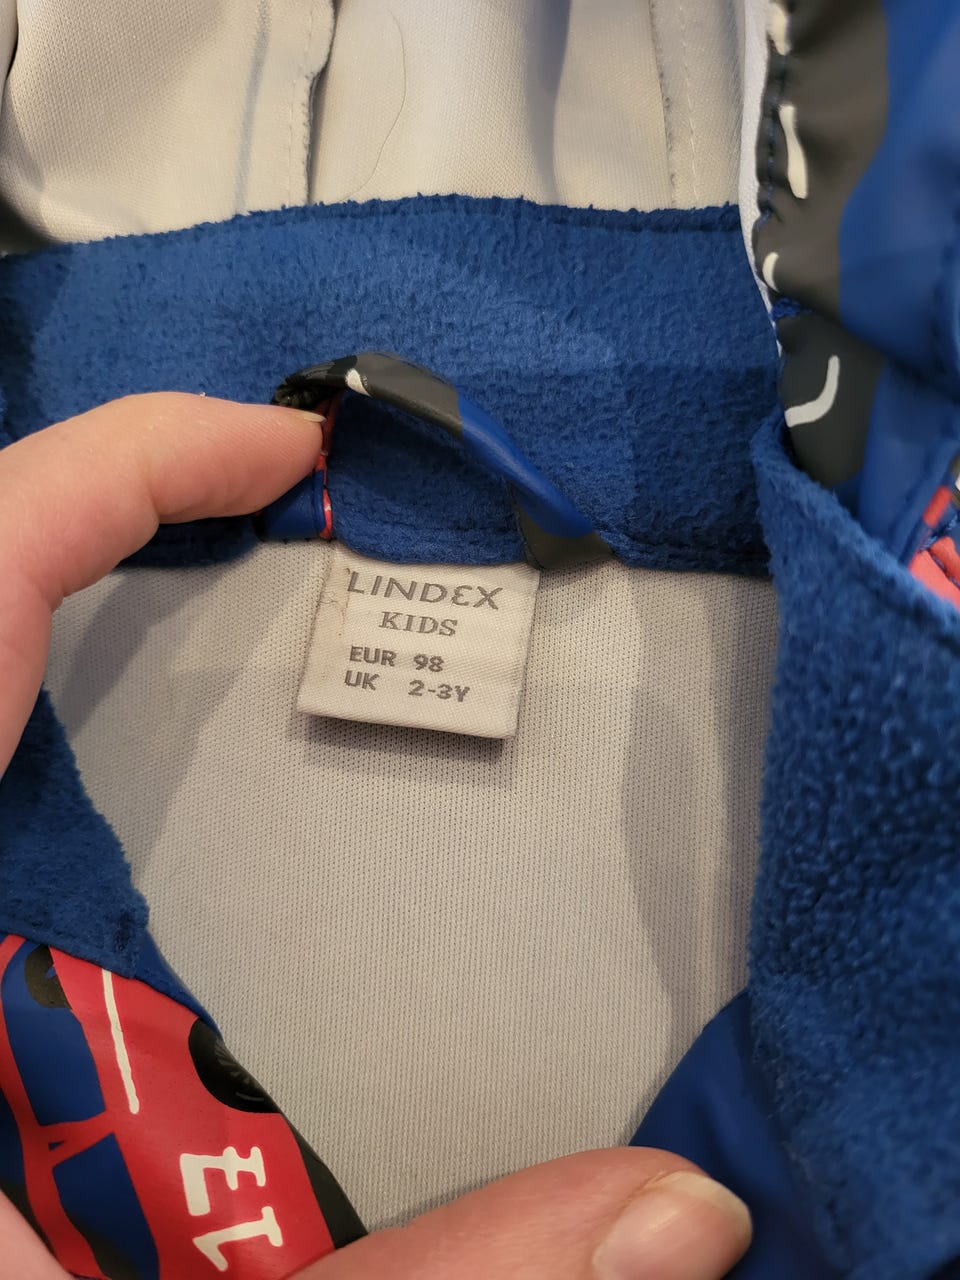 LINDEX
KIDS
EUR 98
UK 2-3Y